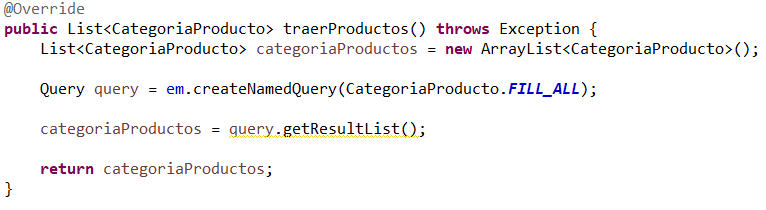 @Override
public List<CategoriaProducto> traerProductos() throws Exception {
    List<CategoriaProducto> categoriaProductos = new ArrayList<CategoriaProducto>();
    Query query = em.createNamedQuery(CategoriaProducto.FILL_ALL);
    categoriaProductos = query.getResultList();
    return categoriaProductos;
}